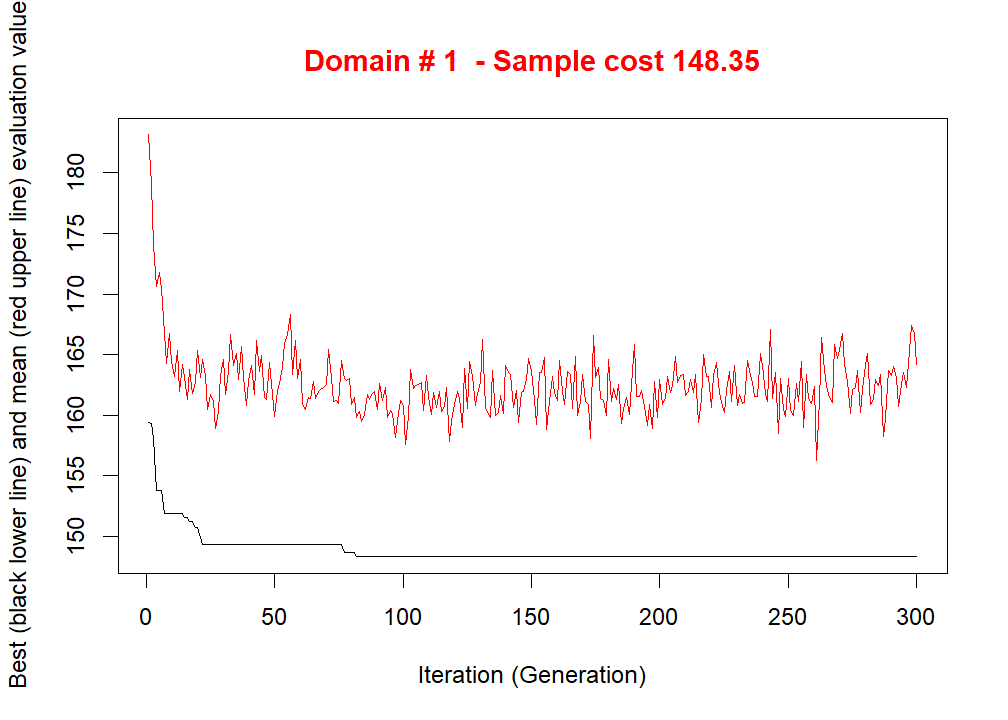 Domain # 1  - Sample cost 148.35
Best (black lower line) and mean (red upper line) evaluation value
180
175
170
165
160
155
150
0 50 100 150 200 250 300
Iteration (Generation)